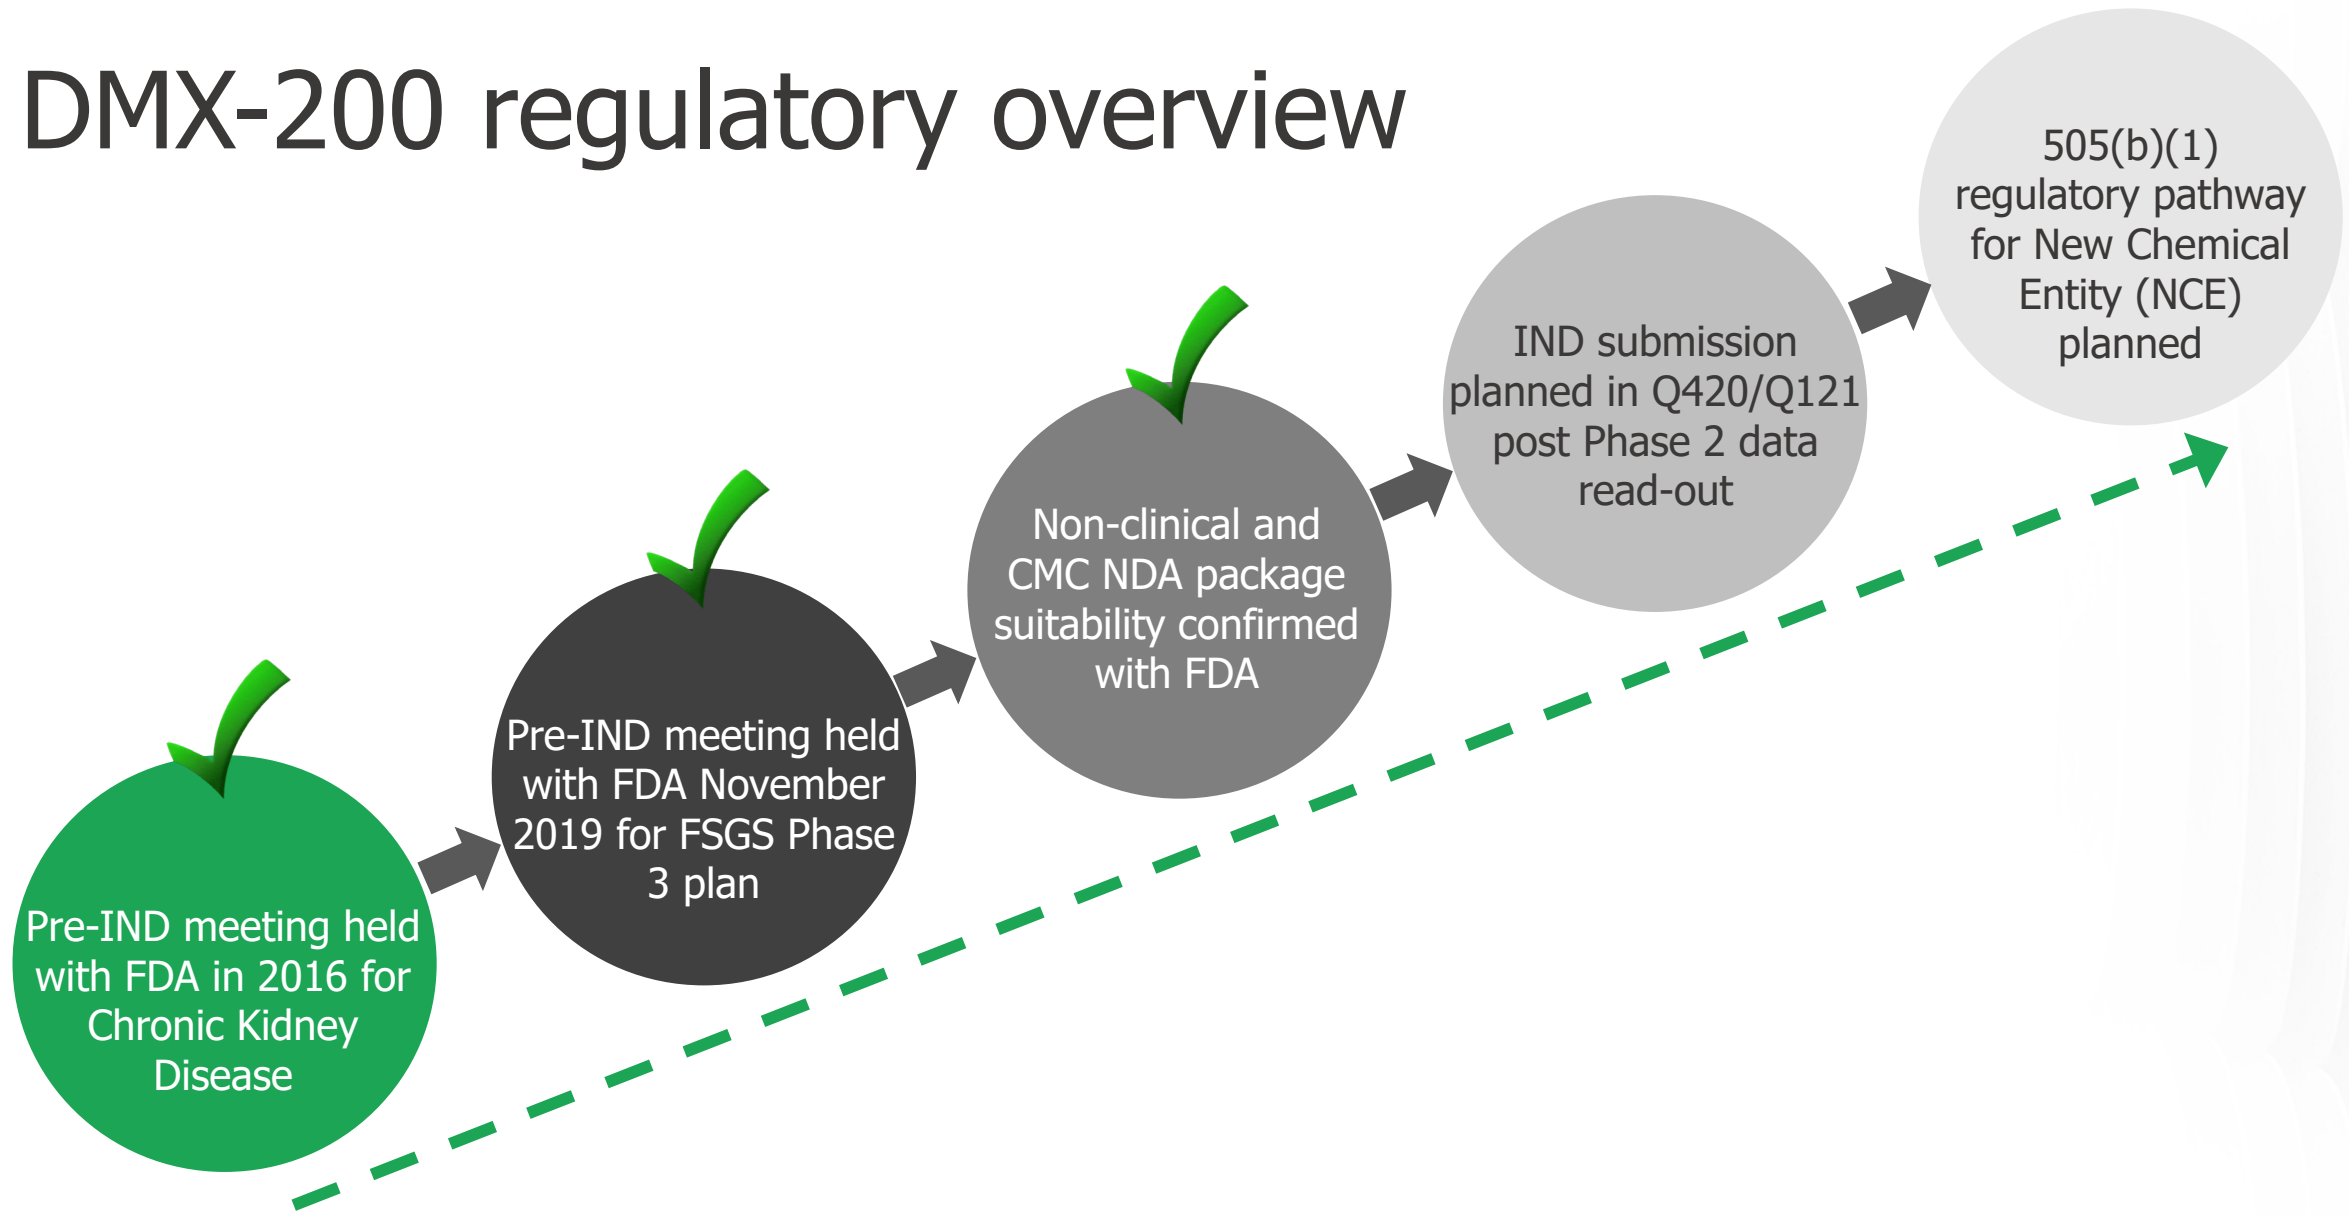 DMX-200 regulatory overview
Pre-IND meeting held
with FDA in 2016 for
Chronic Kidney
Disease
Pre-IND meeting held
with FDA November
2019 for FSGS Phase
3 plan
Non-clinical and
CMC NDA package
suitability confirmed
with FDA
IND submission
planned in Q420/Q121
post Phase 2 data
read-out
505(b)(1)
regulatory pathway
for New Chemical
Entity (NCE)
planned